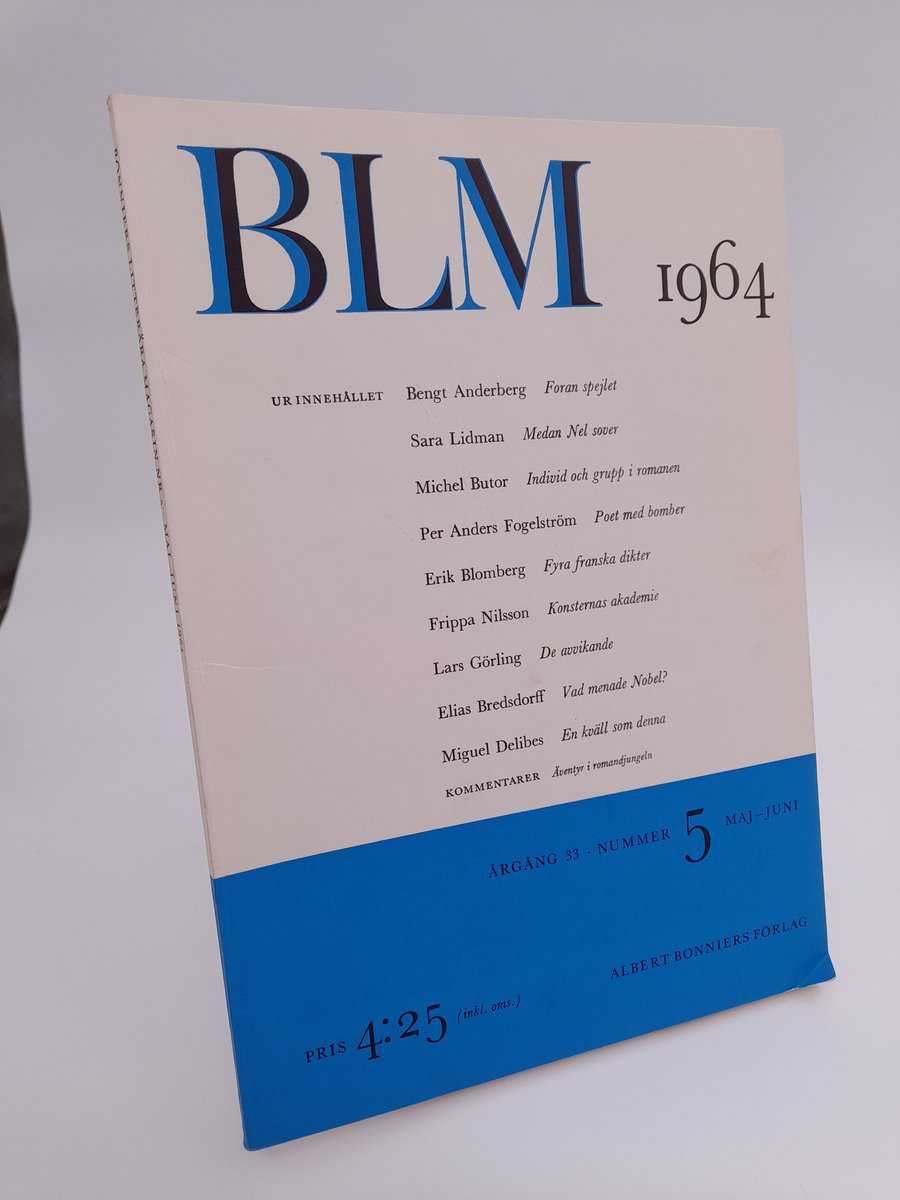 BLM
1964
UR INNEHÅLLET Bengt Anderberg Foran spejlet
Sara Lidman Medan Nel sover
Michel Butor Individ och grupp i romanen
Per Anders Fogelström Poet med bomber
Erik Blomberg Fyra franska dikter
Frippa Nilsson Konsternas akademie
Lars Görling De avvikande
Elias Bredsdorff Vad menade Nobel?
Miguel Delibes En kväll som denna
KOMMENTARER Äventyr i romandjungeln
ÅRGÅNG 33 · NUMMER 5 MAJ–JUNI
ALBERT BONNIERS FÖRLAG
PRIS 4:25 (inkl. oms.)
BONNIERS LITTERÄRA MAGASIN